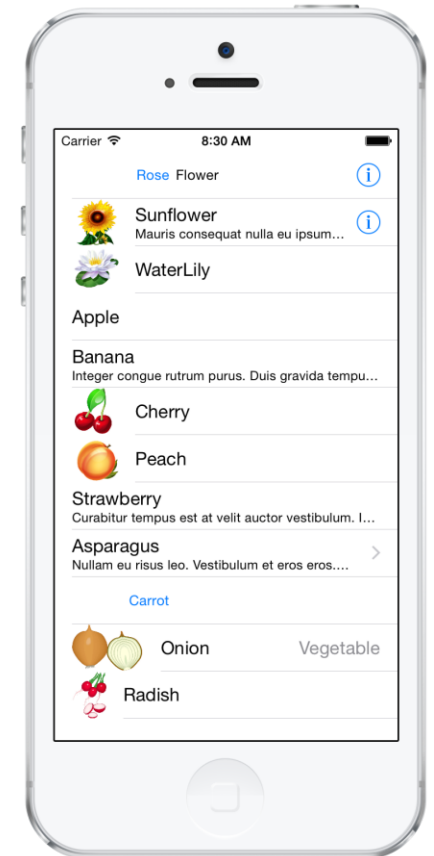 Carrier 8:30 AM
Rose Flower
Sunflower
Mauris consequat nulla eu ipsum…
WaterLily
Apple
Banana
Integer congue rutrum purus. Duis gravida tempu…
Cherry
Peach
Strawberry
Curabitur tempus est at velit auctor vestibulum. I…
Asparagus
Nullam eu risus leo. Vestibulum et eros eros.…
Carrot
Onion Vegetable
Radish